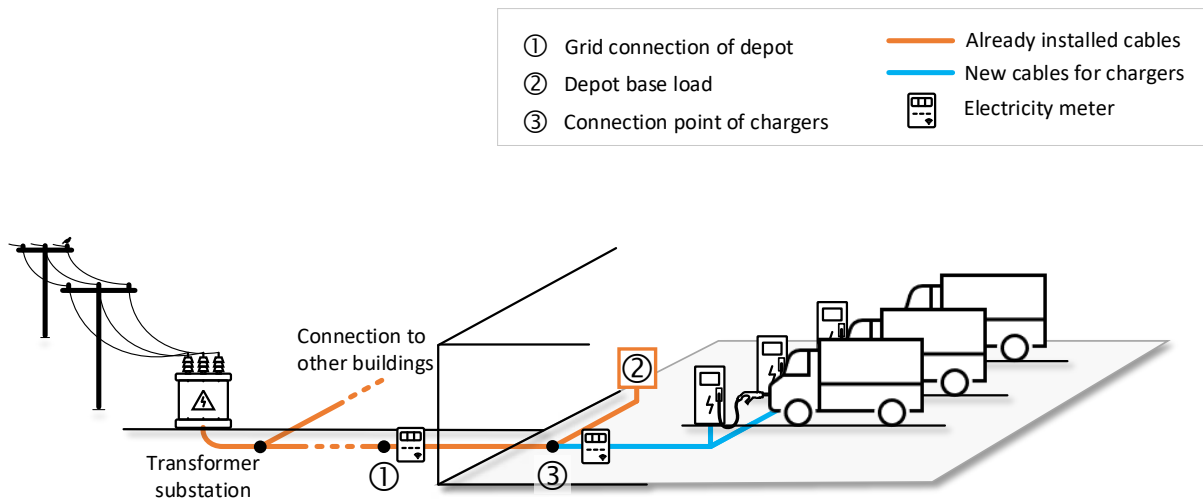 ① Grid connection of depot
② Depot base load
③ Connection point of chargers
Already installed cables
New cables for chargers
Electricity meter
Connection to
other buildings
②
Transformer
substation
①
③